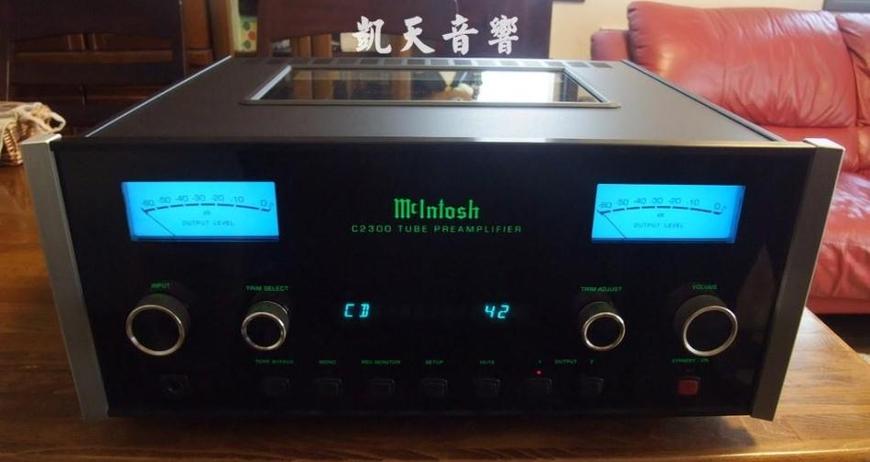 凱天音響
-60 -50 -40 -30 -20 -10 0
dB
OUTPUT LEVEL
McIntosh
C2300 TUBE PREAMPLIFIER
-60 -50 -40 -30 -20 -10 0
dB
OUTPUT LEVEL
INPUT
TRIM SELECT
CD
42
TRIM ADJUST
VOLUME
TONE BYPASS
MONO
REC MONITOR
SETUP
MUTE
1 OUTPUT 2
STANDBY / ON